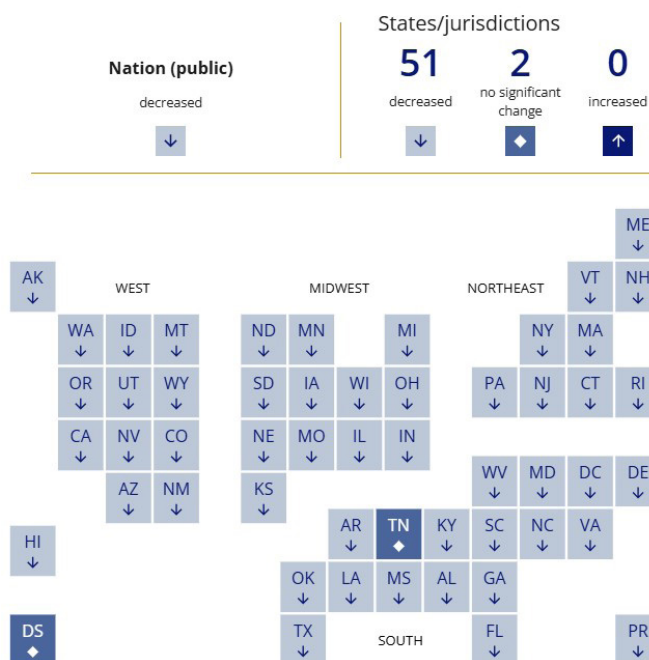 States/jurisdictions
Nation (public)
decreased
↓
51 2 0
decreased no significant change increased
↓ ◆ ↑
ME
↓
AK WEST MIDWEST NORTHEAST VT NH
↓ ↓ ↓
WA ID MT ND MN MI NY MA
↓ ↓ ↓ ↓ ↓ ↓ ↓ ↓
OR UT WY SD IA WI OH PA NJ CT RI
↓ ↓ ↓ ↓ ↓ ↓ ↓ ↓ ↓ ↓ ↓
CA NV CO NE MO IL IN
↓ ↓ ↓ ↓ ↓ ↓ ↓
AZ NM KS WV MD DC DE
↓ ↓ ↓ ↓ ↓ ↓ ↓
HI AR TN KY SC NC VA
↓ ↓ ◆ ↓ ↓ ↓ ↓
OK LA MS AL GA
↓ ↓ ↓ ↓ ↓
DS TX SOUTH FL PR
◆ ↓ ↓ ↓